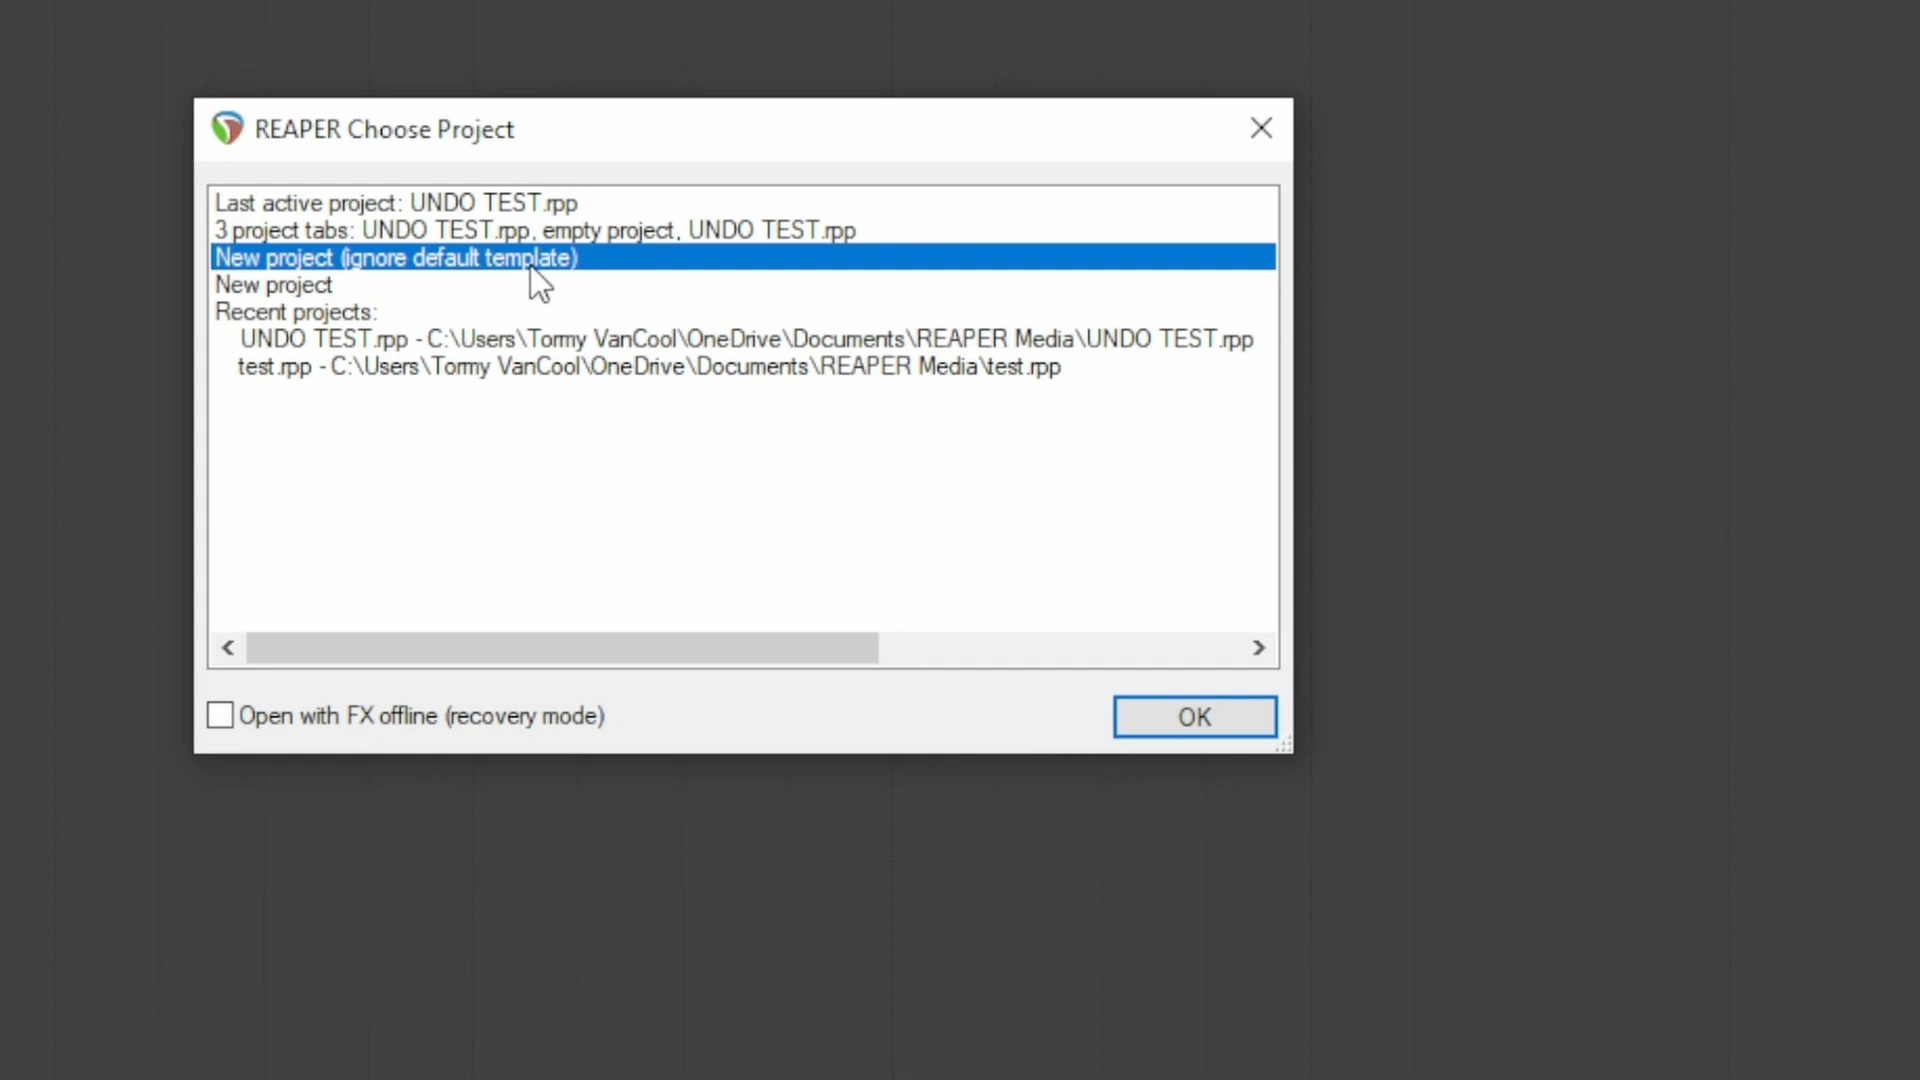 REAPER Choose Project
Last active project: UNDO TEST.rpp
3 project tabs: UNDO TEST.rpp, empty project, UNDO TEST.rpp
New project (ignore default template)
New project
Recent projects:
UNDO TEST.rpp - C:\Users\Tormy VanCool\OneDrive\Documents\REAPER Media\UNDO TEST.rpp
test.rpp - C:\Users\Tormy VanCool\OneDrive\Documents\REAPER Media\test.rpp
Open with FX offline (recovery mode)
OK